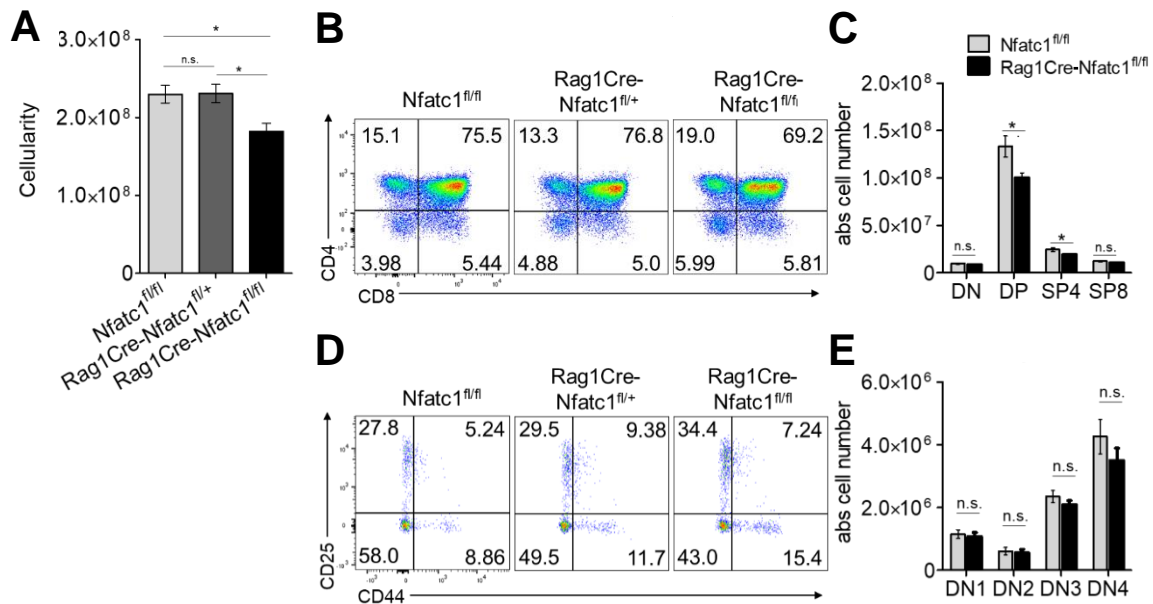 A
3.0×10⁸
2.0×10⁸
1.0×10⁸
0
Cellularity
*
n.s.
*
Nfatc1fl/fl
Rag1Cre-Nfatc1fl/+
Rag1Cre-Nfatc1fl/fl
B
Nfatc1fl/fl
Rag1Cre-
Nfatc1fl/+
Rag1Cre-
Nfatc1fl/fl
15.1 75.5
3.98 5.44
13.3 76.8
4.88 5.0
19.0 69.2
5.99 5.81
CD4
CD8
C
Nfatc1fl/fl
Rag1Cre-Nfatc1fl/fl
abs cell number
2.0×10⁸
1.5×10⁸
1.0×10⁸
5.0×10⁷
0
n.s.
*
*
n.s.
DN DP SP4 SP8
D
Nfatc1fl/fl
Rag1Cre-
Nfatc1fl/+
Rag1Cre-
Nfatc1fl/fl
27.8 5.24
58.0 8.86
29.5 9.38
49.5 11.7
34.4 7.24
43.0 15.4
CD25
CD44
E
abs cell number
6.0×10⁶
4.0×10⁶
2.0×10⁶
0
n.s.
n.s.
n.s.
n.s.
DN1 DN2 DN3 DN4